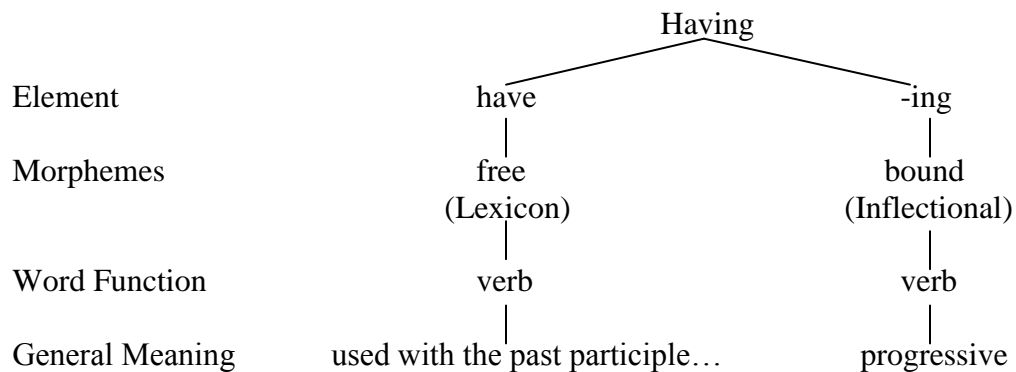 Having
Element have -ing
Morphemes free bound
(Lexicon) (Inflectional)
Word Function verb verb
General Meaning used with the past participle… progressive